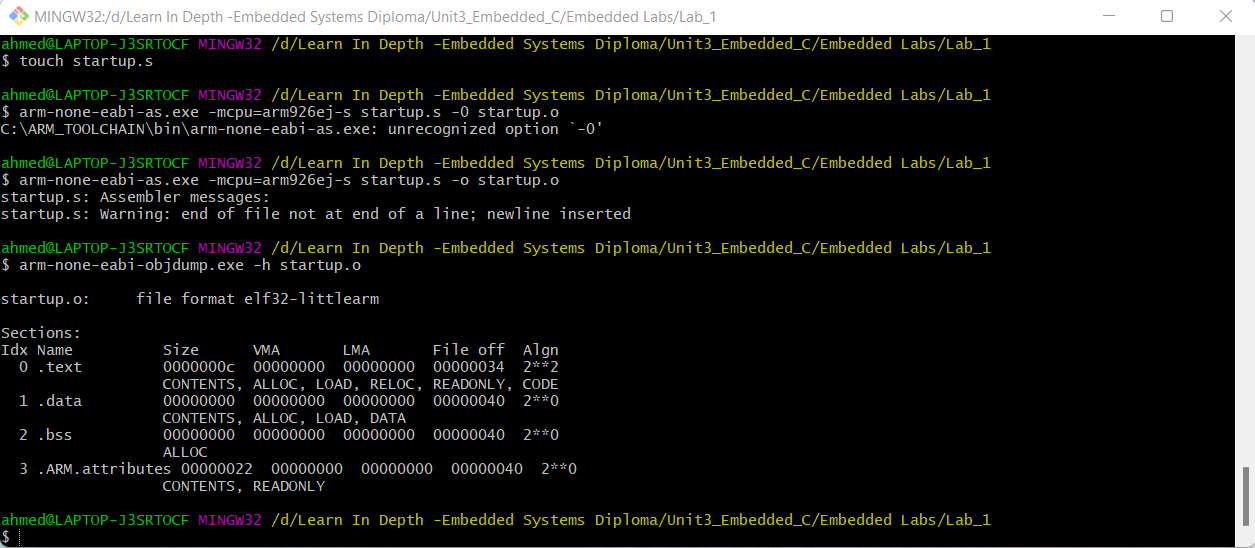 MINGW32:/d/Learn In Depth -Embedded Systems Diploma/Unit3_Embedded_C/Embedded Labs/Lab_1
ahmed@LAPTOP-J3SRTOCF MINGW32 /d/Learn In Depth -Embedded Systems Diploma/Unit3_Embedded_C/Embedded Labs/Lab_1
$ touch startup.s
ahmed@LAPTOP-J3SRTOCF MINGW32 /d/Learn In Depth -Embedded Systems Diploma/Unit3_Embedded_C/Embedded Labs/Lab_1
$ arm-none-eabi-as.exe -mcpu=arm926ej-s startup.s -O startup.o
C:\ARM_TOOLCHAIN\bin\arm-none-eabi-as.exe: unrecognized option `-O'
ahmed@LAPTOP-J3SRTOCF MINGW32 /d/Learn In Depth -Embedded Systems Diploma/Unit3_Embedded_C/Embedded Labs/Lab_1
$ arm-none-eabi-as.exe -mcpu=arm926ej-s startup.s -o startup.o
startup.s: Assembler messages:
startup.s: Warning: end of file not at end of a line; newline inserted
ahmed@LAPTOP-J3SRTOCF MINGW32 /d/Learn In Depth -Embedded Systems Diploma/Unit3_Embedded_C/Embedded Labs/Lab_1
$ arm-none-eabi-objdump.exe -h startup.o
startup.o:     file format elf32-littlearm
Sections:
Idx Name          Size      VMA       LMA       File off  Algn
  0 .text         0000000c  00000000  00000000  00000034  2**2
                  CONTENTS, ALLOC, LOAD, RELOC, READONLY, CODE
  1 .data         00000000  00000000  00000000  00000040  2**0
                  CONTENTS, ALLOC, LOAD, DATA
  2 .bss          00000000  00000000  00000000  00000040  2**0
                  ALLOC
  3 .ARM.attributes 00000022  00000000  00000000  00000040  2**0
                  CONTENTS, READONLY
ahmed@LAPTOP-J3SRTOCF MINGW32 /d/Learn In Depth -Embedded Systems Diploma/Unit3_Embedded_C/Embedded Labs/Lab_1
$